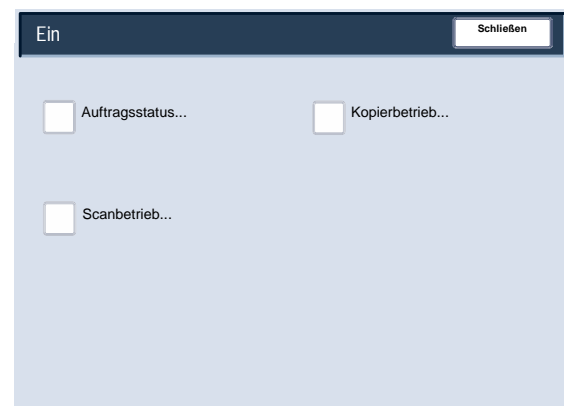 Ein
Schließen
Auftragsstatus...
Kopierbetrieb...
Scanbetrieb...